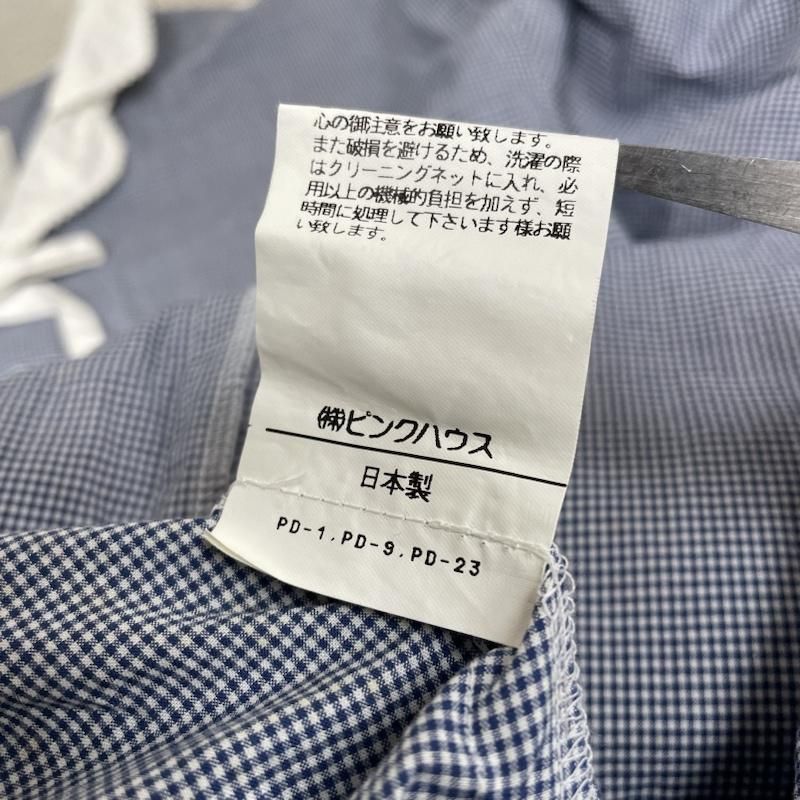 心の御注意をお願い致します。
また破損を避けるため、洗濯の際
はクリーニングネットに入れ、必
用以上の機械的負担を加えず、短
時間に処理して下さいます様お願
い致します。
㈱ピンクハウス
日本製
PD-1,PD-9,PD-23